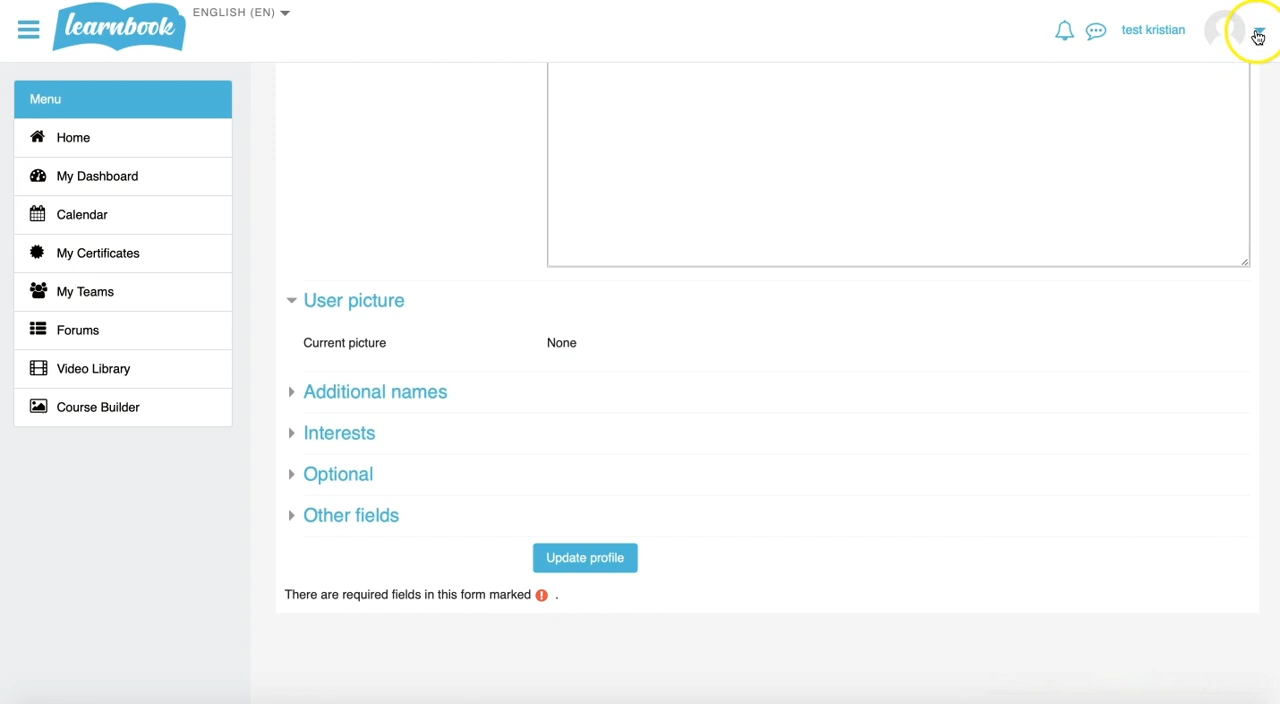 learnbook
ENGLISH (EN)
test kristian
Menu
Home
My Dashboard
Calendar
My Certificates
My Teams
Forums
Video Library
Course Builder
User picture
Current picture None
Additional names
Interests
Optional
Other fields
Update profile
There are required fields in this form marked ! .